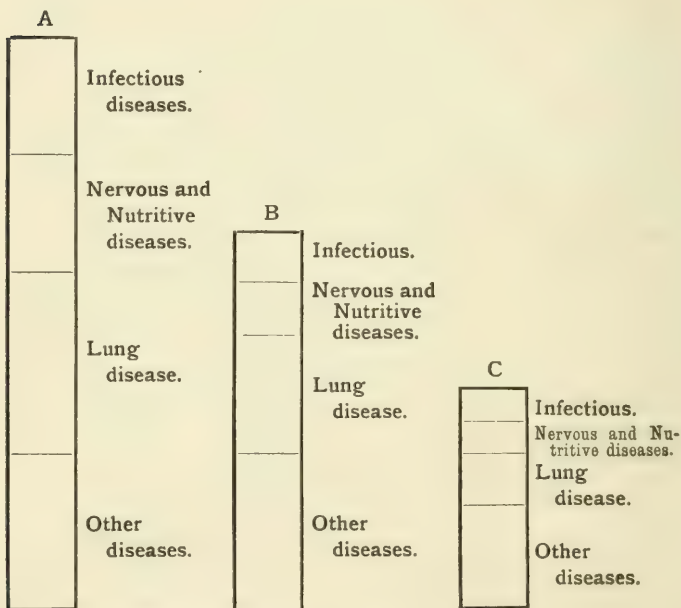 A
Infectious
diseases.
Nervous and
Nutritive
diseases.
Lung
disease.
Other
diseases.
B
Infectious.
Nervous and
Nutritive
diseases.
Lung
disease.
Other
diseases.
C
Infectious.
Nervous and Nu-
tritive diseases.
Lung
disease.
Other
diseases.